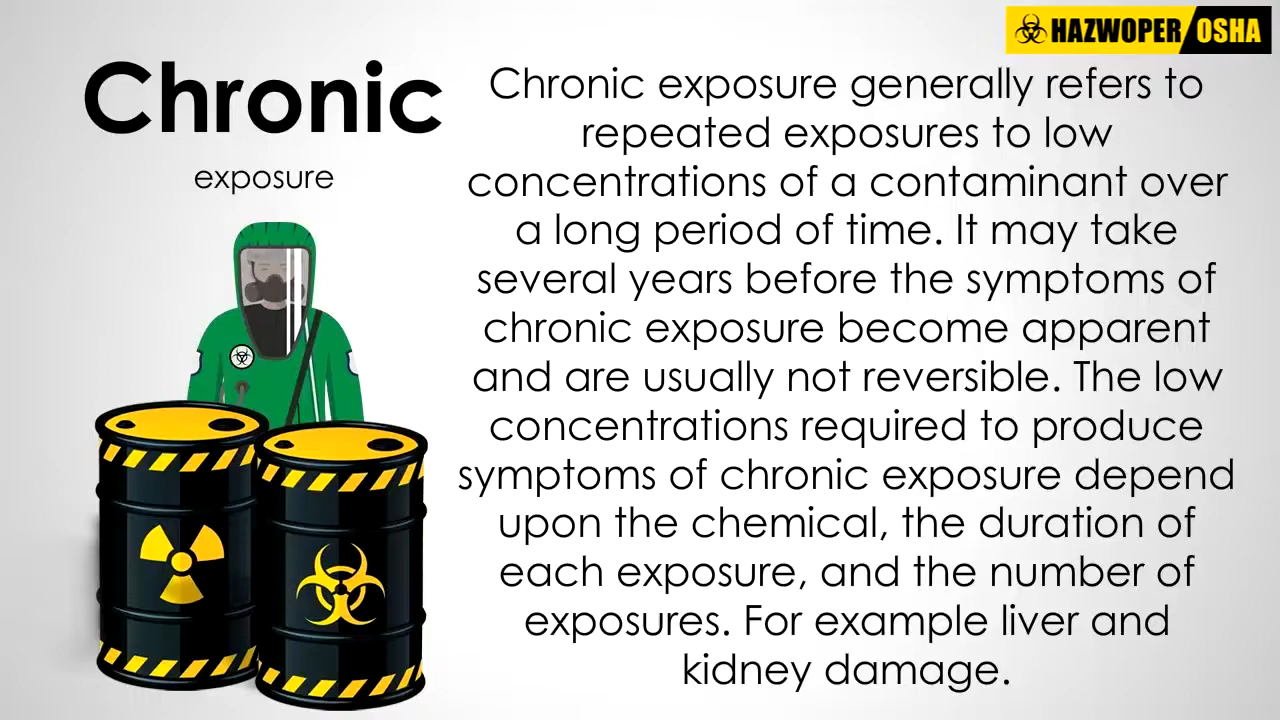 HAZWOPER OSHA
Chronic
exposure
Chronic exposure generally refers to
repeated exposures to low
concentrations of a contaminant over
a long period of time. It may take
several years before the symptoms of
chronic exposure become apparent
and are usually not reversible. The low
concentrations required to produce
symptoms of chronic exposure depend
upon the chemical, the duration of
each exposure, and the number of
exposures. For example liver and
kidney damage.